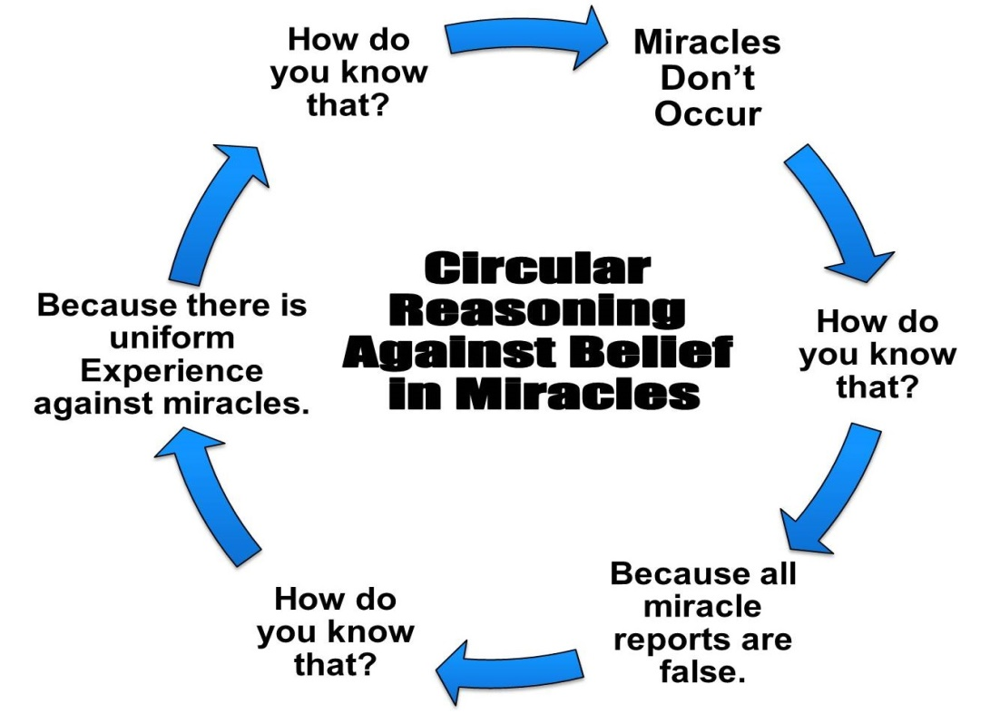 How do
you know
that?
Miracles
Don’t
Occur
How do
you know
that?
Because all
miracle
reports are
false.
How do
you know
that?
Because there is
uniform
Experience
against miracles.
Circular
Reasoning
Against Belief
in Miracles